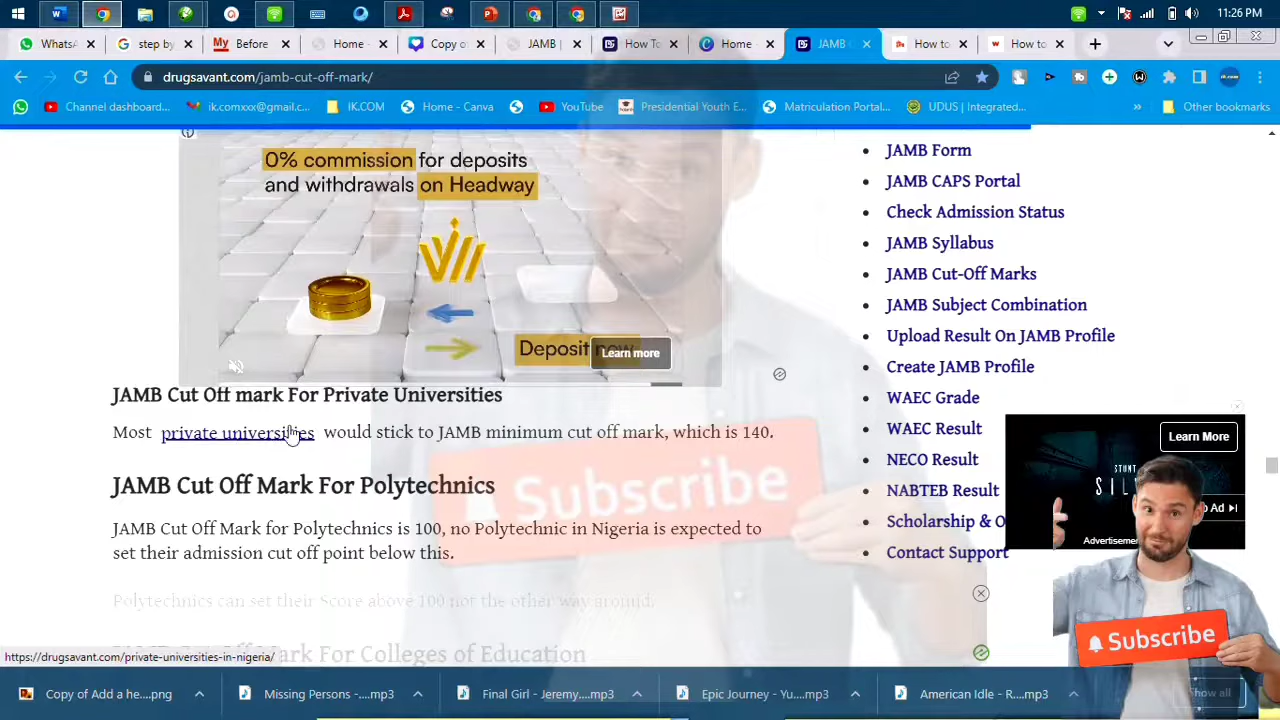 11:26 PM
WhatsA
step by
Before
Home -
Copy of
JAMB |
How To
Home
JAMB
How to
How to
drugsavant.com/jamb-cut-off-mark/
Channel dashboard...
ik.comxxx@gmail.c...
iK.COM
Home - Canva
YouTube
Presidential Youth E...
Matriculation Portal...
UDUS | Integrated...
»
Other bookmarks
0% commission for deposits
and withdrawals on Headway
Deposit now
Learn more
JAMB Cut Off mark For Private Universities
Most private universities would stick to JAMB minimum cut off mark, which is 140.
JAMB Cut Off Mark For Polytechnics
JAMB Cut Off Mark for Polytechnics is 100, no Polytechnic in Nigeria is expected to
set their admission cut off point below this.
Polytechnics can set their Score above 100 not the other way around.
JAMB Cut Off Mark For Colleges of Education
JAMB Form
JAMB CAPS Portal
Check Admission Status
JAMB Syllabus
JAMB Cut-Off Marks
JAMB Subject Combination
Upload Result On JAMB Profile
Create JAMB Profile
WAEC Grade
WAEC Result
NECO Result
NABTEB Result
Scholarship & O
Contact Support
Learn More
STUNT
SIL
Ad
Advertisemen
Subscribe
Subscribe
https://drugsavant.com/private-universities-in-nigeria/
Copy of Add a he....png
Missing Persons -....mp3
Final Girl - Jeremy....mp3
Epic Journey - Yu....mp3
American Idle - R....mp3
Show all